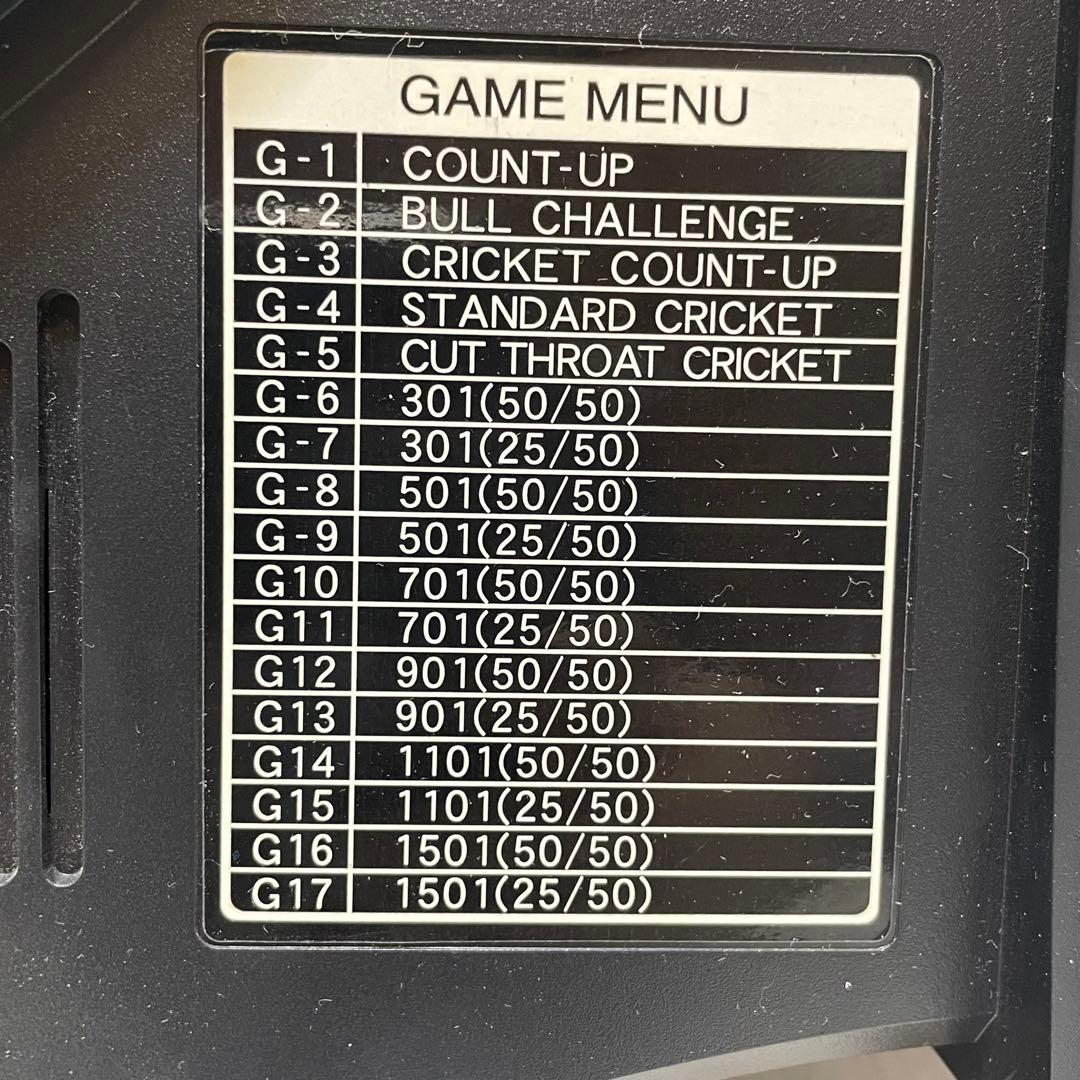 GAME MENU
G-1 COUNT-UP
G-2 BULL CHALLENGE
G-3 CRICKET COUNT-UP
G-4 STANDARD CRICKET
G-5 CUT THROAT CRICKET
G-6 301(50/50)
G-7 301(25/50)
G-8 501(50/50)
G-9 501(25/50)
G10 701(50/50)
G11 701(25/50)
G12 901(50/50)
G13 901(25/50)
G14 1101(50/50)
G15 1101(25/50)
G16 1501(50/50)
G17 1501(25/50)